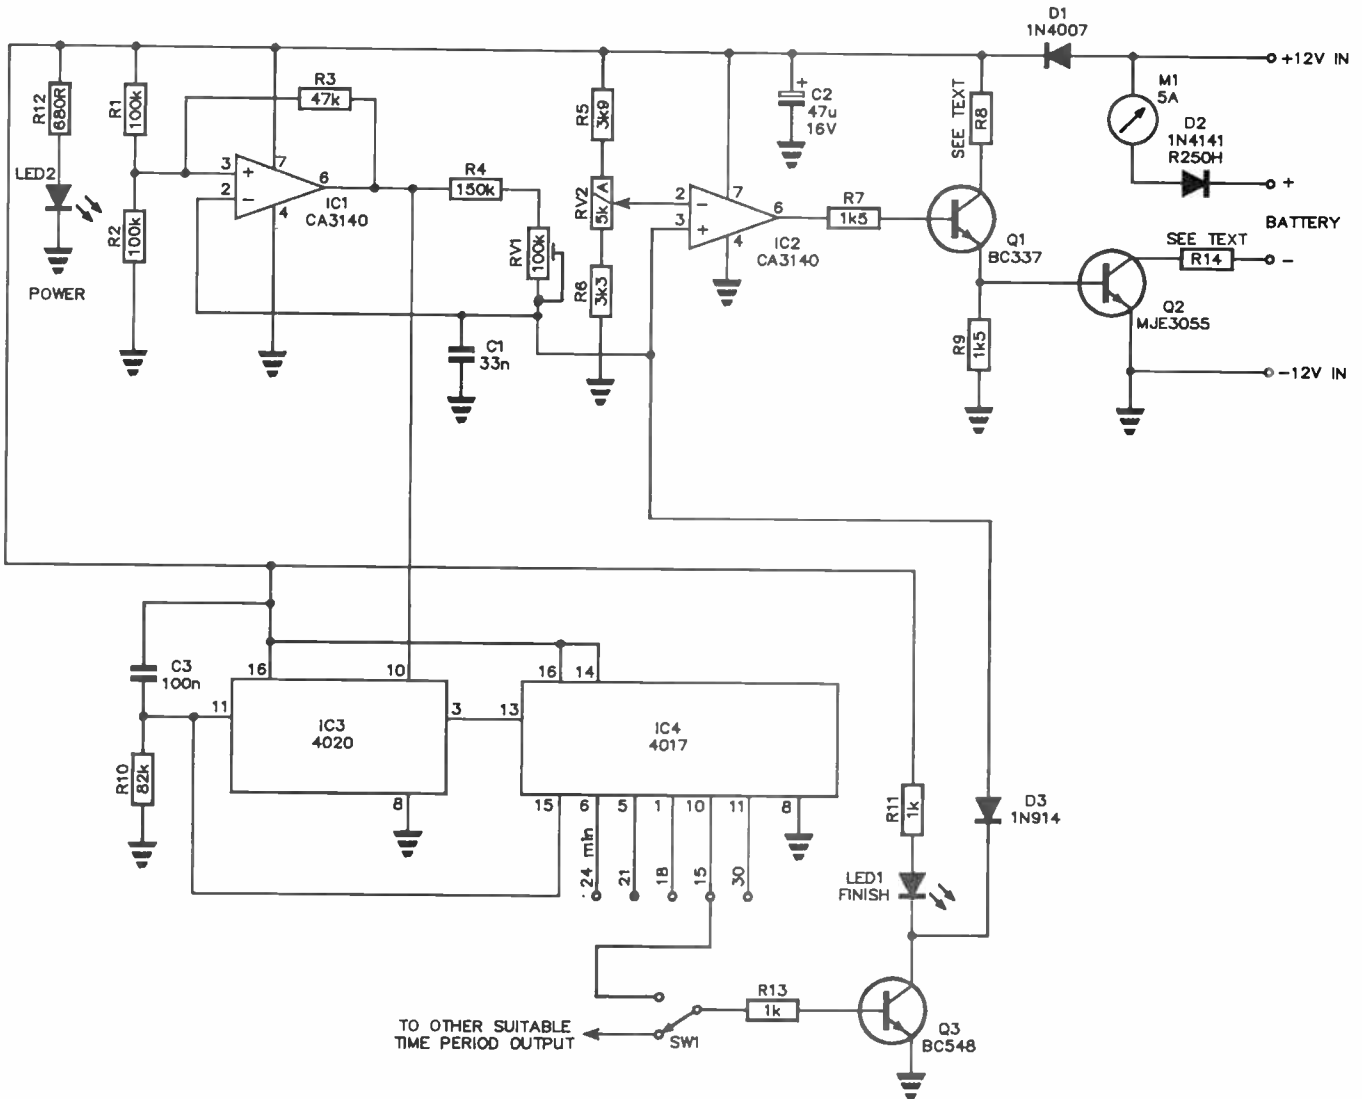 D1
1N4007
+12V IN
R12
680R
R1
100k
R3
47k
R5
3k9
+
C2
47u
16V
SEE TEXT
R8
M1
5A
D2
1N4141
R250H
LED2
3
+
7
6
2
-
4
IC1
CA3140
R4
150k
RV2
5k /A
2
-
7
6
3
+
4
IC2
CA3140
R7
1k5
Q1
BC337
+
BATTERY
R2
100k
RV1
100k
SEE TEXT
R14
-
POWER
R6
3k3
Q2
MJE3055
C1
33n
R9
1k5
-12V IN
C3
100n
16
10
16
14
11
IC3
4020
3
13
IC4
4017
R10
82k
8
15
6
5
1
10
11
8
24 min
21
18
15
30
R11
1k
D3
1N914
LED1
FINISH
R13
1k
TO OTHER SUITABLE
TIME PERIOD OUTPUT
SW1
Q3
BC548